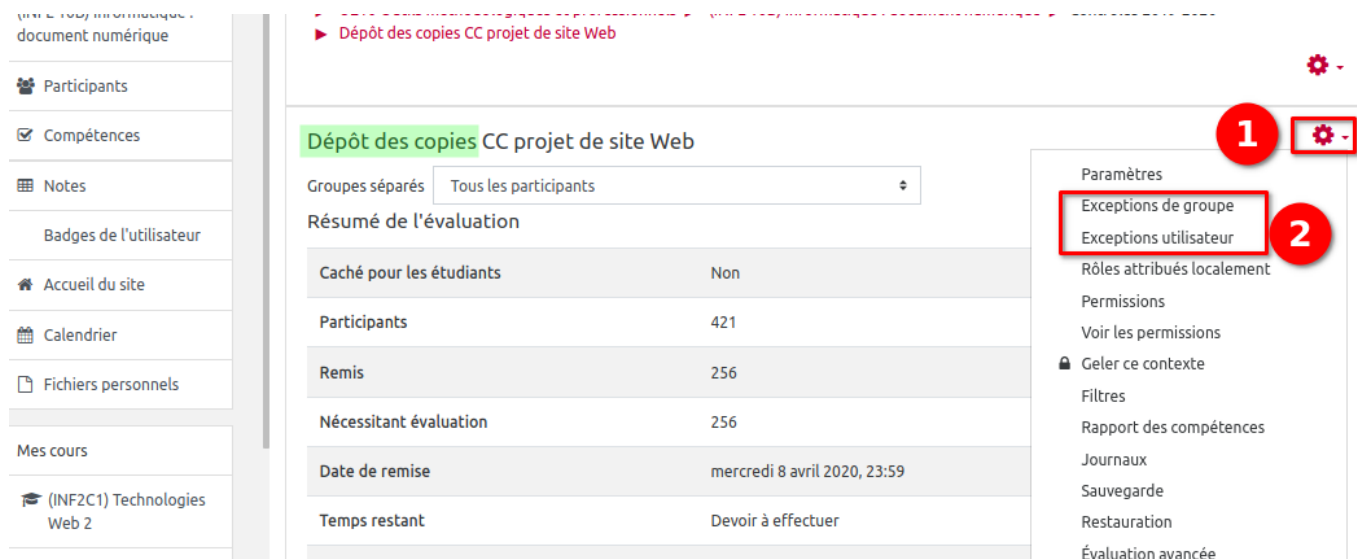 document numérique
Participants
Compétences
Notes
Badges de l'utilisateur
Accueil du site
Calendrier
Fichiers personnels
Mes cours
(INF2C1) Technologies
Web 2
► Dépôt des copies CC projet de site Web
Dépôt des copies CC projet de site Web
1
Groupes séparés Tous les participants
Résumé de l'évaluation
Caché pour les étudiants Non
Participants 421
Remis 256
Nécessitant évaluation 256
Date de remise mercredi 8 avril 2020, 23:59
Temps restant Devoir à effectuer
Paramètres
Exceptions de groupe
Exceptions utilisateur
2
Rôles attribués localement
Permissions
Voir les permissions
Geler ce contexte
Filtres
Rapport des compétences
Journaux
Sauvegarde
Restauration
Évaluation avancée